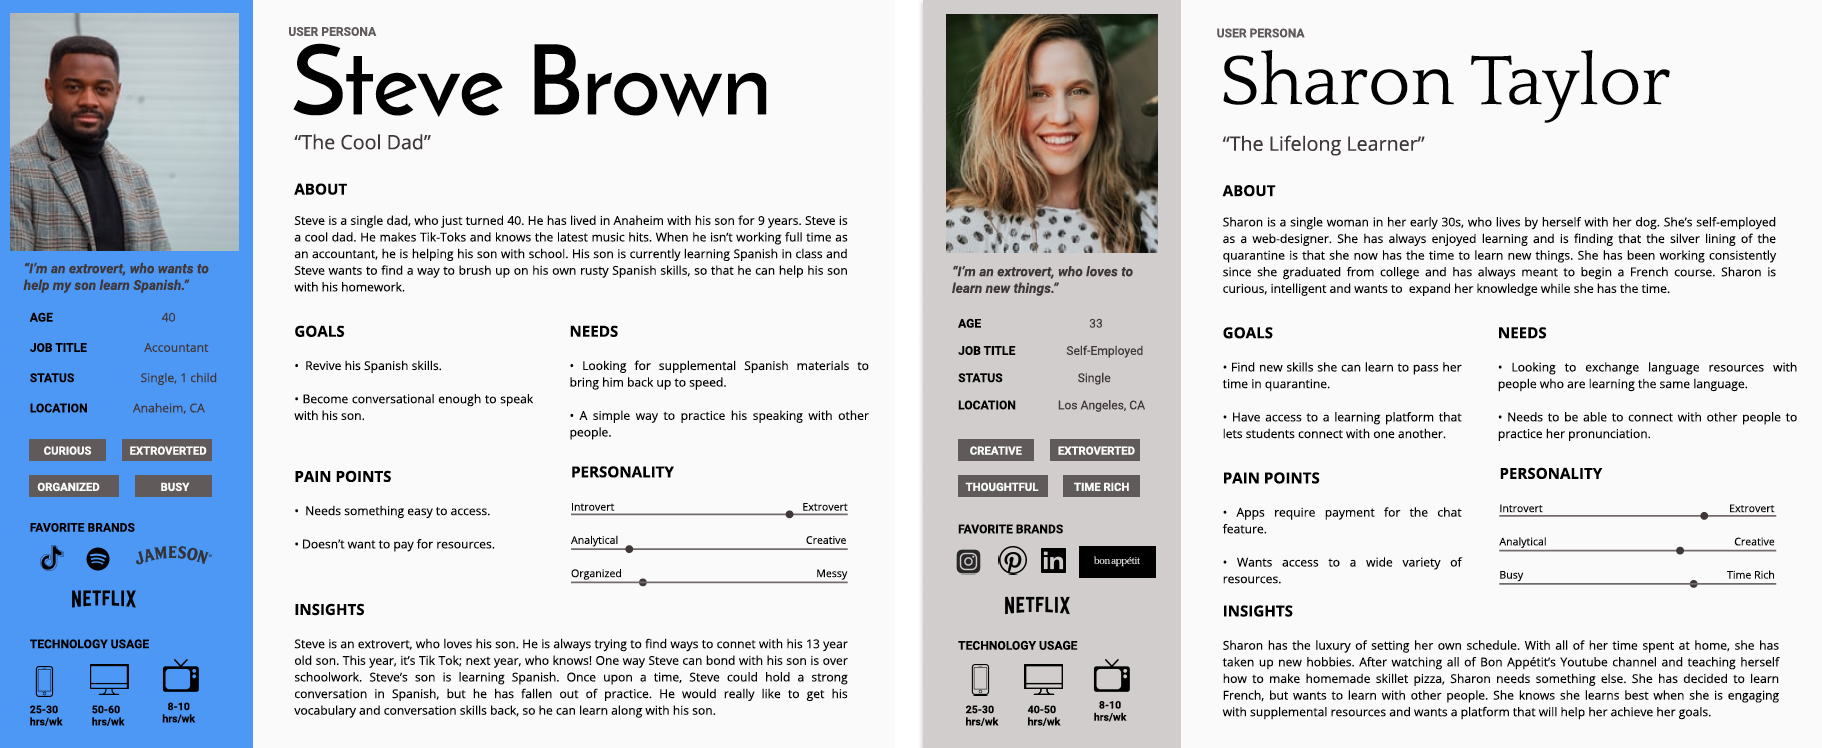 USER PERSONA
Steve Brown
“The Cool Dad”
“I’m an extrovert, who wants to
help my son learn Spanish.”
AGE 40
JOB TITLE Accountant
STATUS Single, 1 child
LOCATION Anaheim, CA
CURIOUS EXTROVERTED
ORGANIZED BUSY
FAVORITE BRANDS
JAMESON
NETFLIX
TECHNOLOGY USAGE
25-30 50-60 8-10
hrs/wk hrs/wk hrs/wk
ABOUT
Steve is a single dad, who just turned 40. He has lived in Anaheim with his son for 9 years. Steve is
a cool dad. He makes Tik-Toks and knows the latest music hits. When he isn’t working full time as
an accountant, he is helping his son with school. His son is currently learning Spanish in class and
Steve wants to find a way to brush up on his own rusty Spanish skills, so that he can help his son
with his homework.
GOALS
• Revive his Spanish skills.
• Become conversational enough to speak
with his son.
NEEDS
• Looking for supplemental Spanish materials to
bring him back up to speed.
• A simple way to practice his speaking with other
people.
PAIN POINTS
• Needs something easy to access.
• Doesn’t want to pay for resources.
PERSONALITY
Introvert Extrovert
Analytical Creative
Organized Messy
INSIGHTS
Steve is an extrovert, who loves his son. He is always trying to find ways to connet with his 13 year
old son. This year, it’s Tik Tok; next year, who knows! One way Steve can bond with his son is over
schoolwork. Steve’s son is learning Spanish. Once upon a time, Steve could hold a strong
conversation in Spanish, but he has fallen out of practice. He would really like to get his
vocabulary and conversation skills back, so he can learn along with his son.
USER PERSONA
Sharon Taylor
“The Lifelong Learner”
“I’m an extrovert, who loves to
learn new things.”
AGE 33
JOB TITLE Self-Employed
STATUS Single
LOCATION Los Angeles, CA
CREATIVE EXTROVERTED
THOUGHTFUL TIME RICH
FAVORITE BRANDS
in bon appétit
NETFLIX
TECHNOLOGY USAGE
25-30 40-50 8-10
hrs/wk hrs/wk hrs/wk
ABOUT
Sharon is a single woman in her early 30s, who lives by herself with her dog. She’s self-employed
as a web-designer. She has always enjoyed learning and is finding that the silver lining of the
quarantine is that she now has the time to learn new things. She has been working consistently
since she graduated from college and has always meant to begin a French course. Sharon is
curious, intelligent and wants to expand her knowledge while she has the time.
GOALS
• Find new skills she can learn to pass her
time in quarantine.
• Have access to a learning platform that
lets students connect with one another.
NEEDS
• Looking to exchange language resources with
people who are learning the same language.
• Needs to be able to connect with other people to
practice her pronunciation.
PAIN POINTS
• Apps require payment for the chat
feature.
• Wants access to a wide variety of
resources.
PERSONALITY
Introvert Extrovert
Analytical Creative
Busy Time Rich
INSIGHTS
Sharon has the luxury of setting her own schedule. With all of her time spent at home, she has
taken up new hobbies. After watching all of Bon Appétit’s Youtube channel and teaching herself
how to make homemade skillet pizza, Sharon needs something else. She has decided to learn
French, but wants to learn with other people. She knows she learns best when she is engaging
with supplemental resources and wants a platform that will help her achieve her goals.